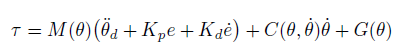 τ = M(θ)(θ̈_d + K_p e + K_d ė) + C(θ, θ̇)θ̇ + G(θ)